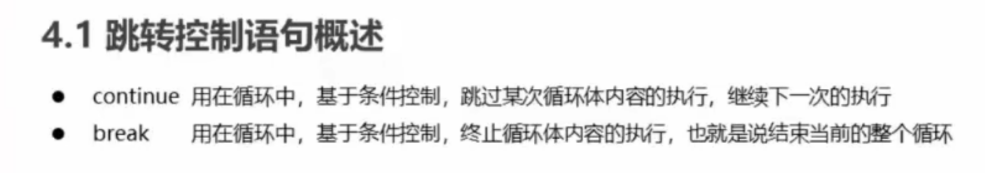 4.1 跳转控制语句概述
● continue 用在循环中，基于条件控制，跳过某次循环体内容的执行，继续下一次的执行
● break 用在循环中，基于条件控制，终止循环体内容的执行，也就是说结束当前的整个循环